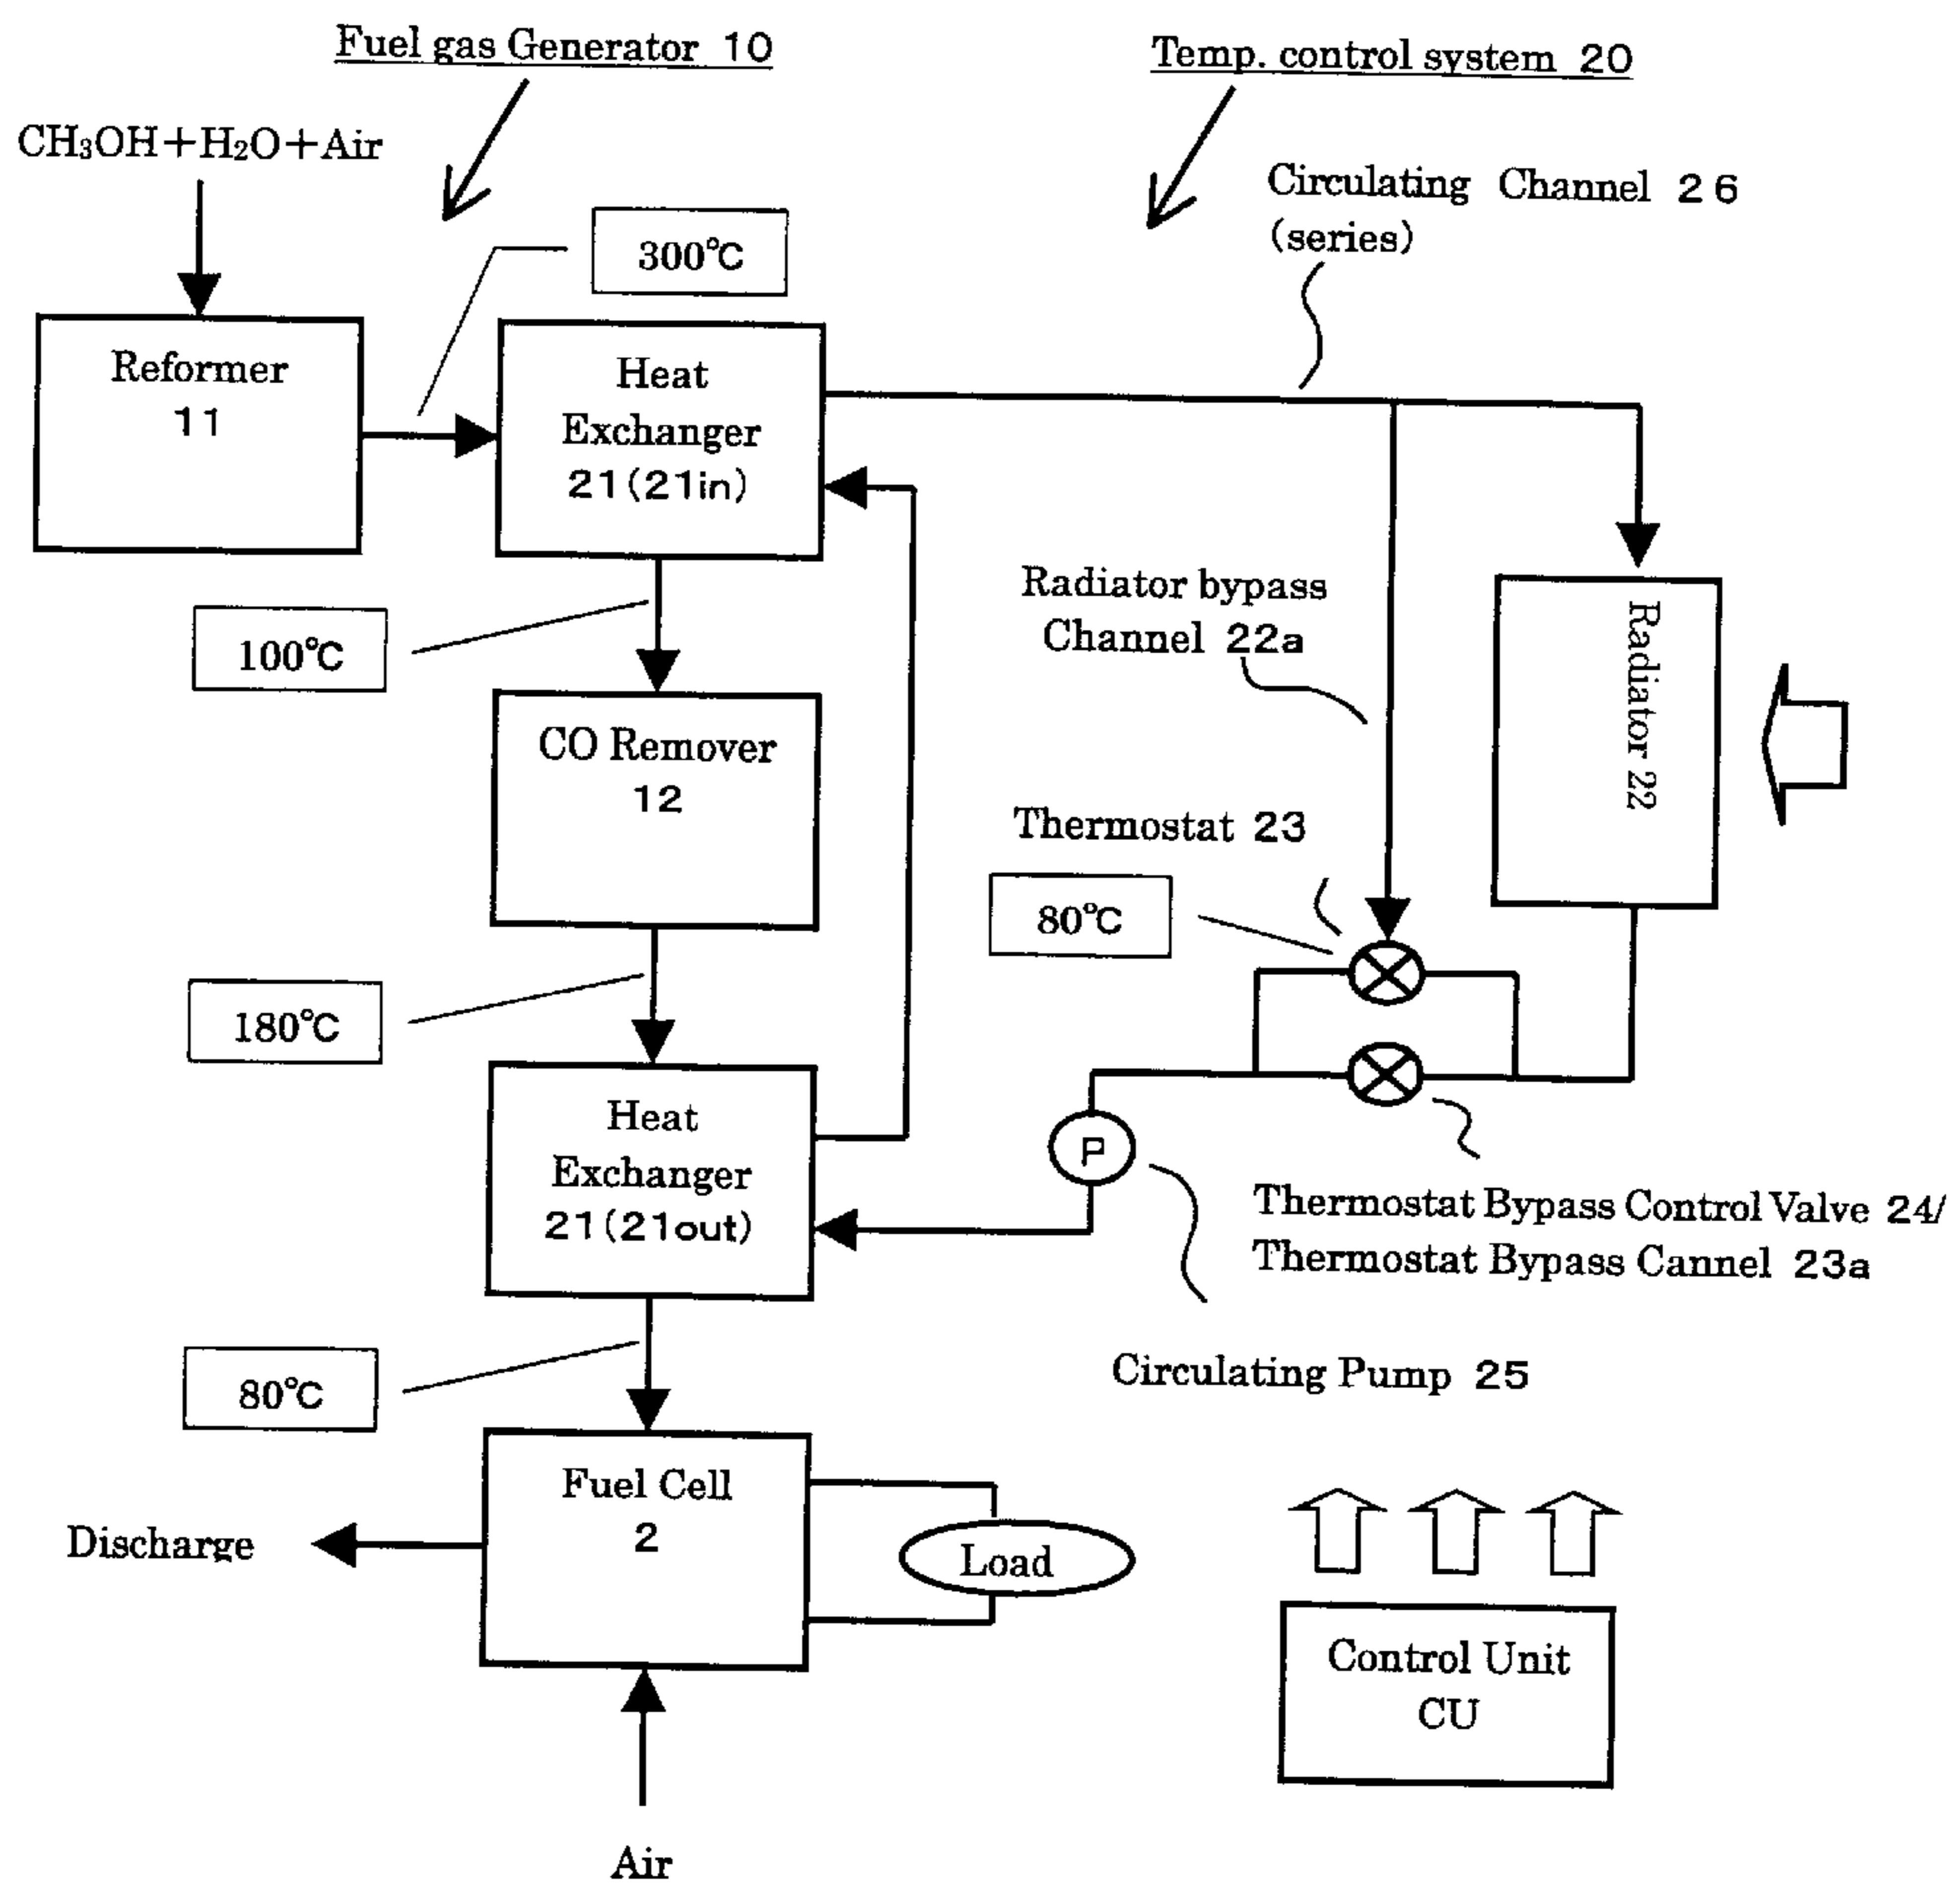 Fuel gas Generator 10
Temp. control system 20
CH₃OH+H₂O+Air
Circulating Channel 26
(series)
300℃
Reformer
11
Heat
Exchanger
21(21in)
100℃
Radiator bypass
Channel 22a
Radiator 22
CO Remover
12
Thermostat 23
80℃
180℃
Heat
Exchanger
21(21out)
P
Thermostat Bypass Control Valve 24/
Thermostat Bypass Cannel 23a
80℃
Circulating Pump 25
Fuel Cell
2
Discharge
Load
Control Unit
CU
Air